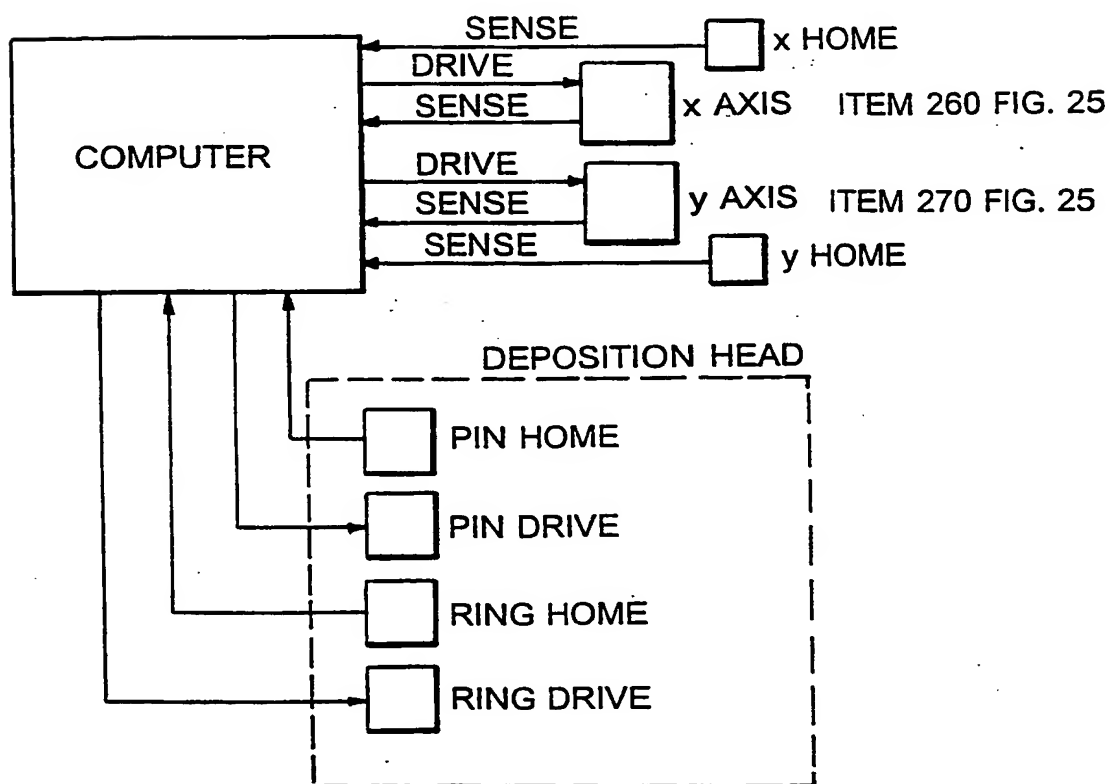 SENSE
x HOME
DRIVE
SENSE
x AXIS ITEM 260 FIG. 25
COMPUTER
DRIVE
SENSE
y AXIS ITEM 270 FIG. 25
SENSE
y HOME
DEPOSITION HEAD
PIN HOME
PIN DRIVE
RING HOME
RING DRIVE